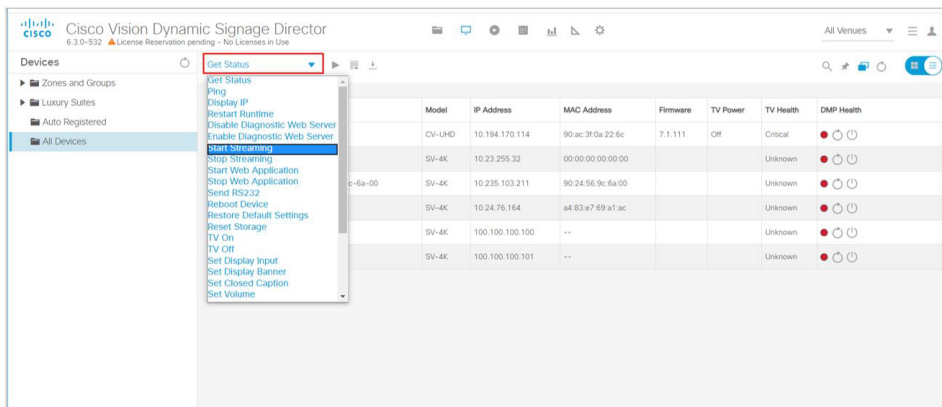 CISCO
Cisco Vision Dynamic Signage Director
6.3.0-532 License Reservation pending - No Licenses in Use
All Venues
Devices
Zones and Groups
Luxury Suites
Auto Registered
All Devices
Get Status
Get Status
Ping
Display IP
Restart Runtime
Disable Diagnostic Web Server
Enable Diagnostic Web Server
Start Streaming
Stop Streaming
Start Web Application
Stop Web Application
Send RS232
Reboot Device
Restore Default Settings
Reset Storage
TV On
TV Off
Set Display Input
Set Display Banner
Set Closed Caption
Set Volume
Model IP Address MAC Address Firmware TV Power TV Health DMP Health
CV-UHD 10.194.170.114 90:ac:3f:0a:22:6c 7.1.111 Off Critical
SV-4K 10.23.255.32 00:00:00:00:00:00 Unknown
c-6a-00 SV-4K 10.235.103.211 90:24:56:9c:6a:00 Unknown
SV-4K 10.24.76.164 a4:83:e7:69:a1:ac Unknown
SV-4K 100.100.100.100 -- Unknown
SV-4K 100.100.100.101 -- Unknown